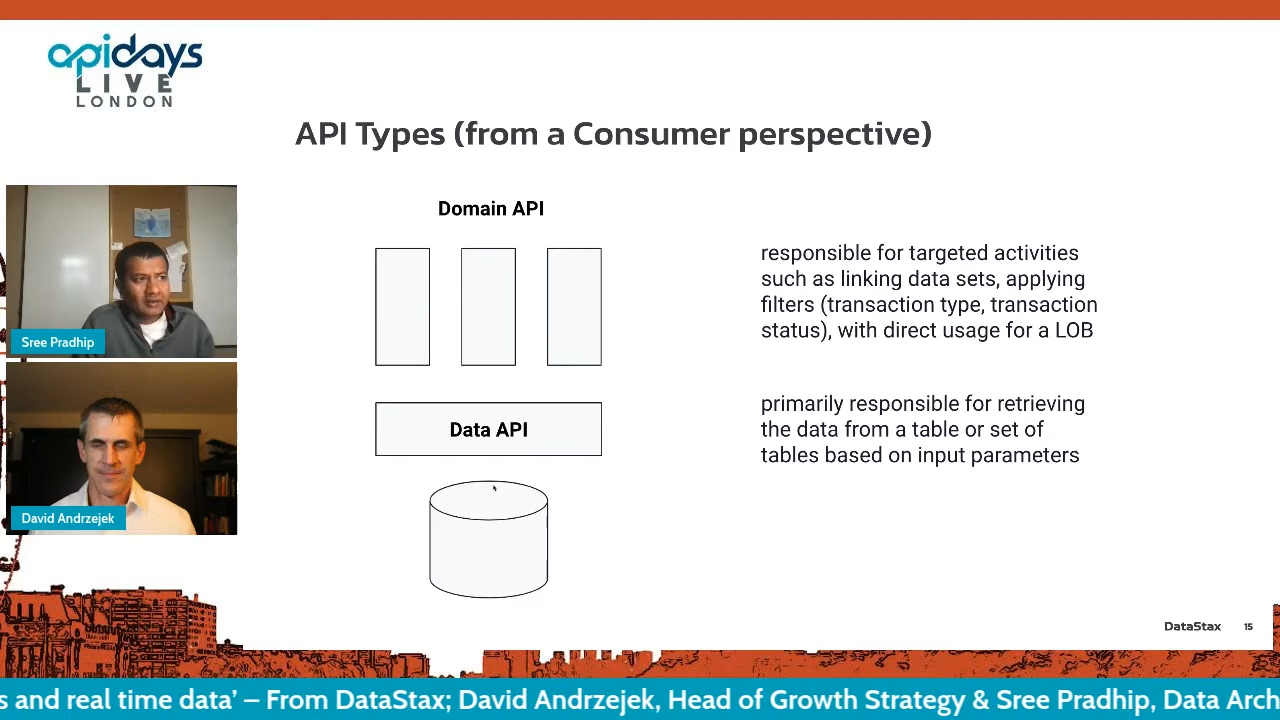 apidays
LIVE
LONDON
API Types (from a Consumer perspective)
Domain API
responsible for targeted activities
such as linking data sets, applying
filters (transaction type, transaction
status), with direct usage for a LOB
Data API
primarily responsible for retrieving
the data from a table or set of
tables based on input parameters
Sree Pradhip
David Andrzejek
DataStax
15
s and real time data’ – From DataStax; David Andrzejek, Head of Growth Strategy & Sree Pradhip, Data Arch